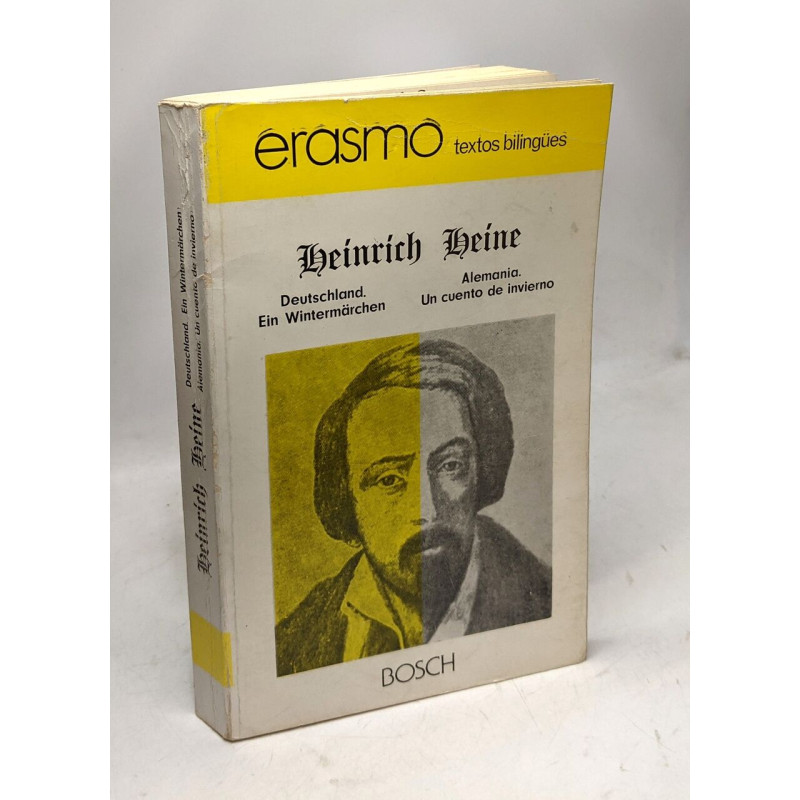 érasmô textos bilingües
Heinrich Heine
Deutschland.
Ein Wintermärchen
Alemania.
Un cuento de invierno
BOSCH
Heinrich Heine
Deutschland. Ein Wintermärchen
Alemania. Un cuento de invierno